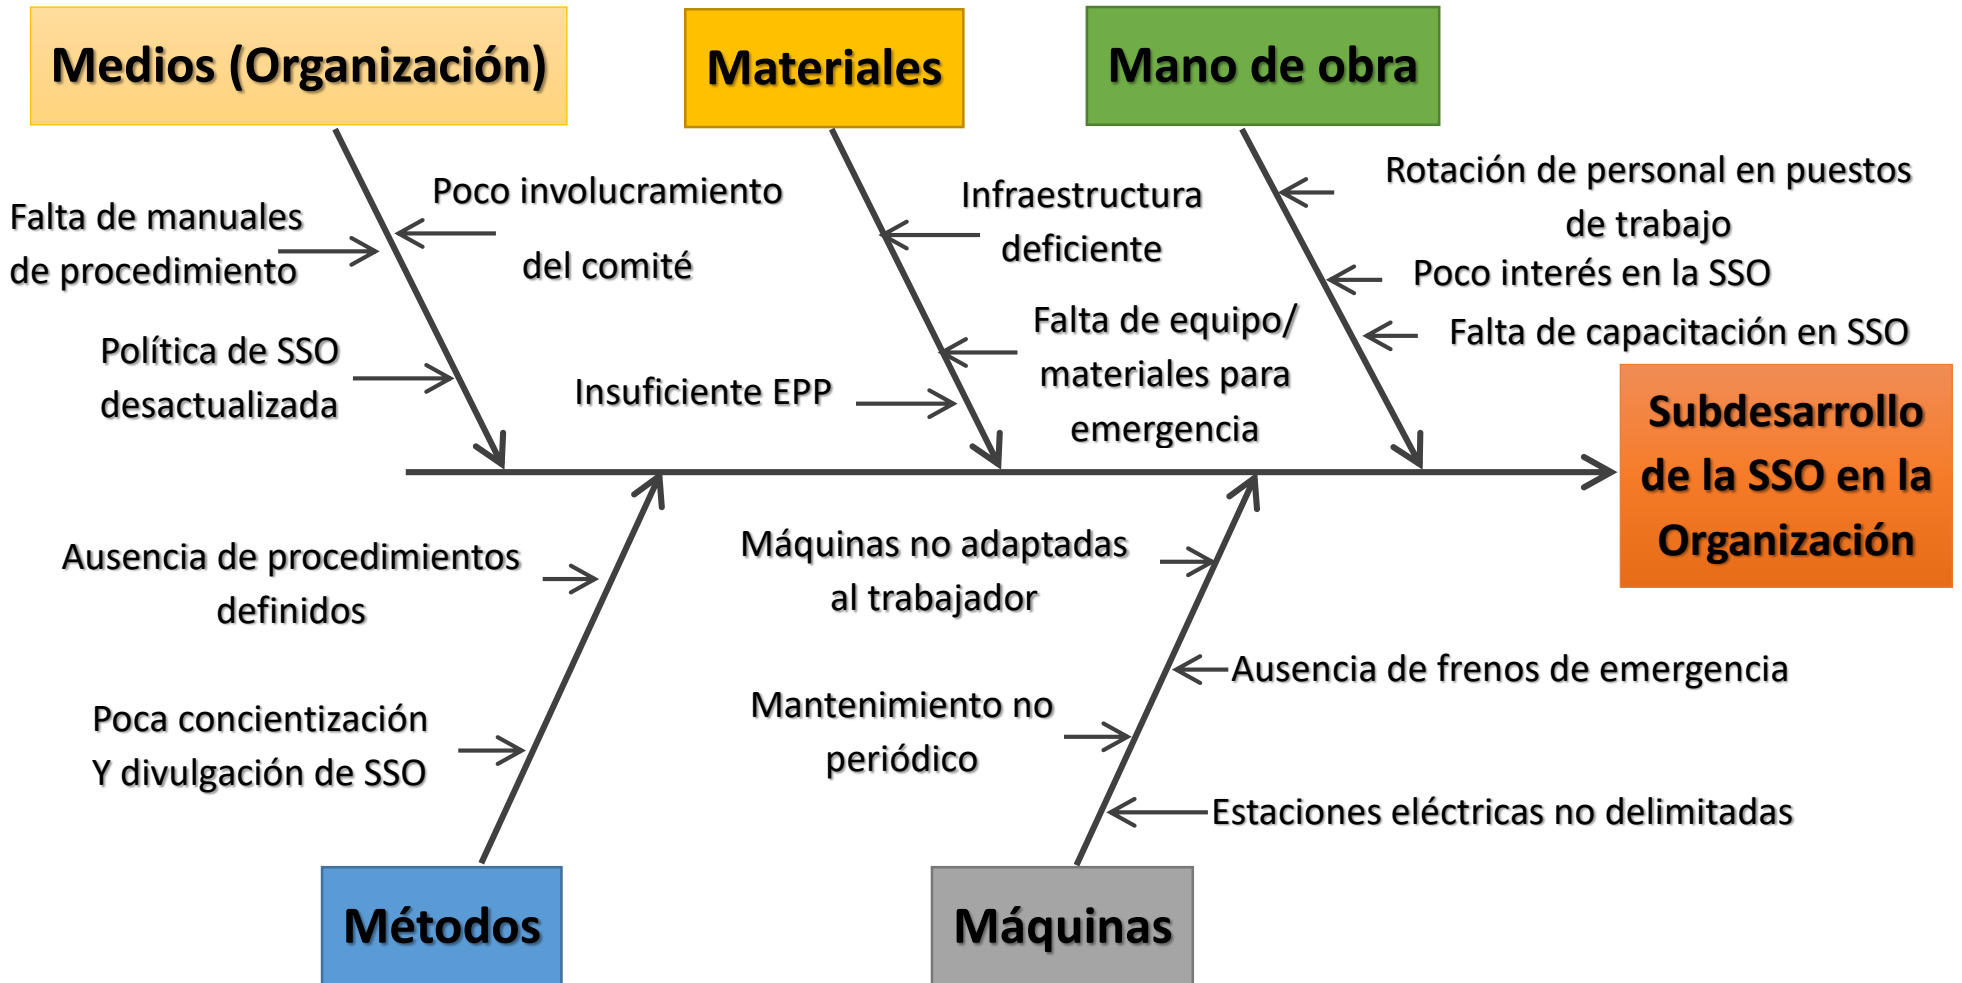 Medios (Organización)
Materiales
Mano de obra
Falta de manuales
de procedimiento
Poco involucramiento
del comité
Política de SSO
desactualizada
Infraestructura
deficiente
Falta de equipo/
materiales para
emergencia
Insuficiente EPP
Rotación de personal en puestos
de trabajo
Poco interés en la SSO
Falta de capacitación en SSO
Subdesarrollo
de la SSO en la
Organización
Ausencia de procedimientos
definidos
Poca concientización
Y divulgación de SSO
Máquinas no adaptadas
al trabajador
Ausencia de frenos de emergencia
Mantenimiento no
periódico
Estaciones eléctricas no delimitadas
Métodos
Máquinas